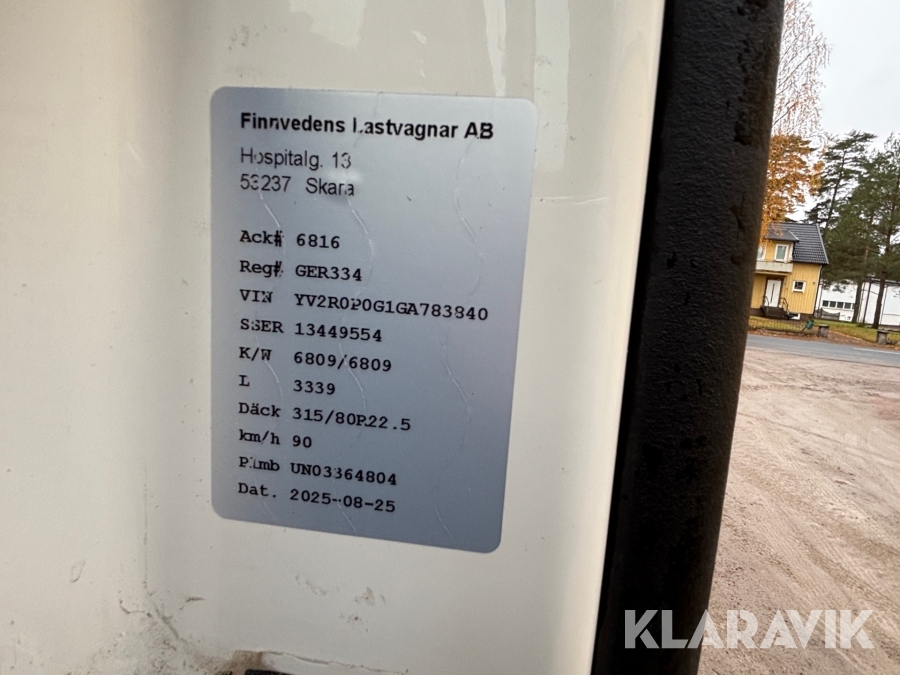 Finnvedens Lastvagnar AB
Hospitalg. 13
53237 Skara
Ack# 6816
Reg# GER334
VIN YV2R0P0G1GA783840
SSER 13449554
K/W 6809/6809
L 3339
Däck 315/80R22.5
km/h 90
Plmb UN03364804
Dat. 2025-08-25
KLARAVIK